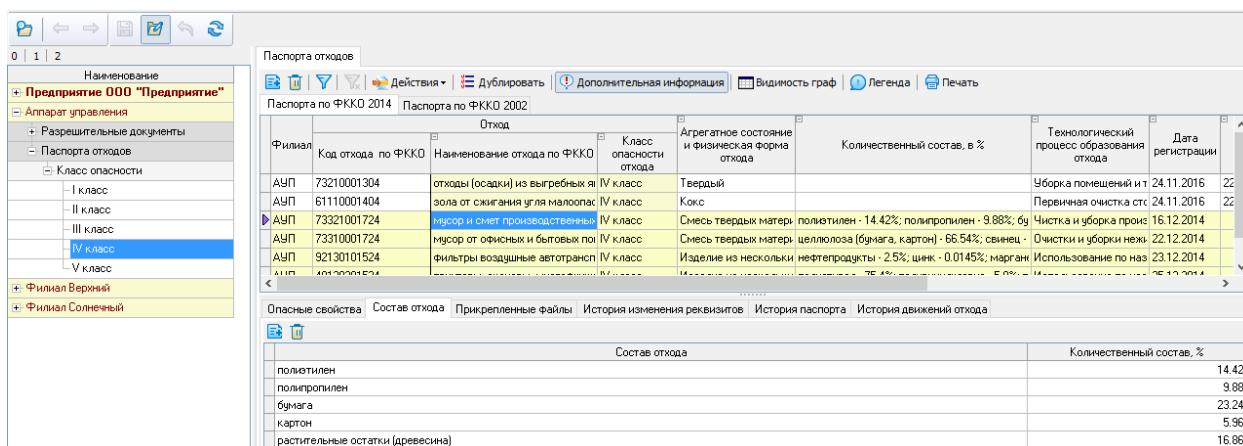 0 | 1 | 2
Наименование
Предприятие ООО "Предприятие"
Аппарат управления
Разрешительные документы
Паспорта отходов
Класс опасности
I класс
II класс
III класс
IV класс
V класс
Филиал Верхний
Филиал Солнечный
Паспорта отходов
Действия Дублировать Дополнительная информация Видимость граф Легенда Печать
Паспорта по ФККО 2014 Паспорта по ФККО 2002
Филиал Отход Агрегатное состояние и физическая форма отхода Количественный состав, в % Технологический процесс образования отхода Дата регистрации
Код отхода по ФККО Наименование отхода по ФККО Класс опасности отхода
АУП 73210001304 отходы (осадки) из выгребных я IV класс Твердый Уборка помещений и т 24.11.2016 22
АУП 61110001404 зола от сжигания угля малоопас IV класс Кокс Первичная очистка сто 24.11.2016 22
АУП 73321001724 мусор и смет производственных IV класс Смесь твердых матери полиэтилен - 14.42%; полипропилен - 9.88%; бу Чистка и уборка произ 16.12.2014
АУП 73310001724 мусор от офисных и бытовых по IV класс Смесь твердых матери целлюлоза (бумага, картон) - 66.54%; свинец - Очистки и уборки нежи 22.12.2014
АУП 92130101524 фильтры воздушные автотрансп IV класс Изделие из нескольки нефтепродукты - 2.5%; цинк - 0.0145%; марган Использование по наз 23.12.2014
Опасные свойства Состав отхода Прикрепленные файлы История изменения реквизитов История паспорта История движений отхода
Состав отхода Количественный состав, %
полиэтилен 14.42
полипропилен 9.88
бумага 23.24
картон 5.96
растительные остатки (древесина) 16.86